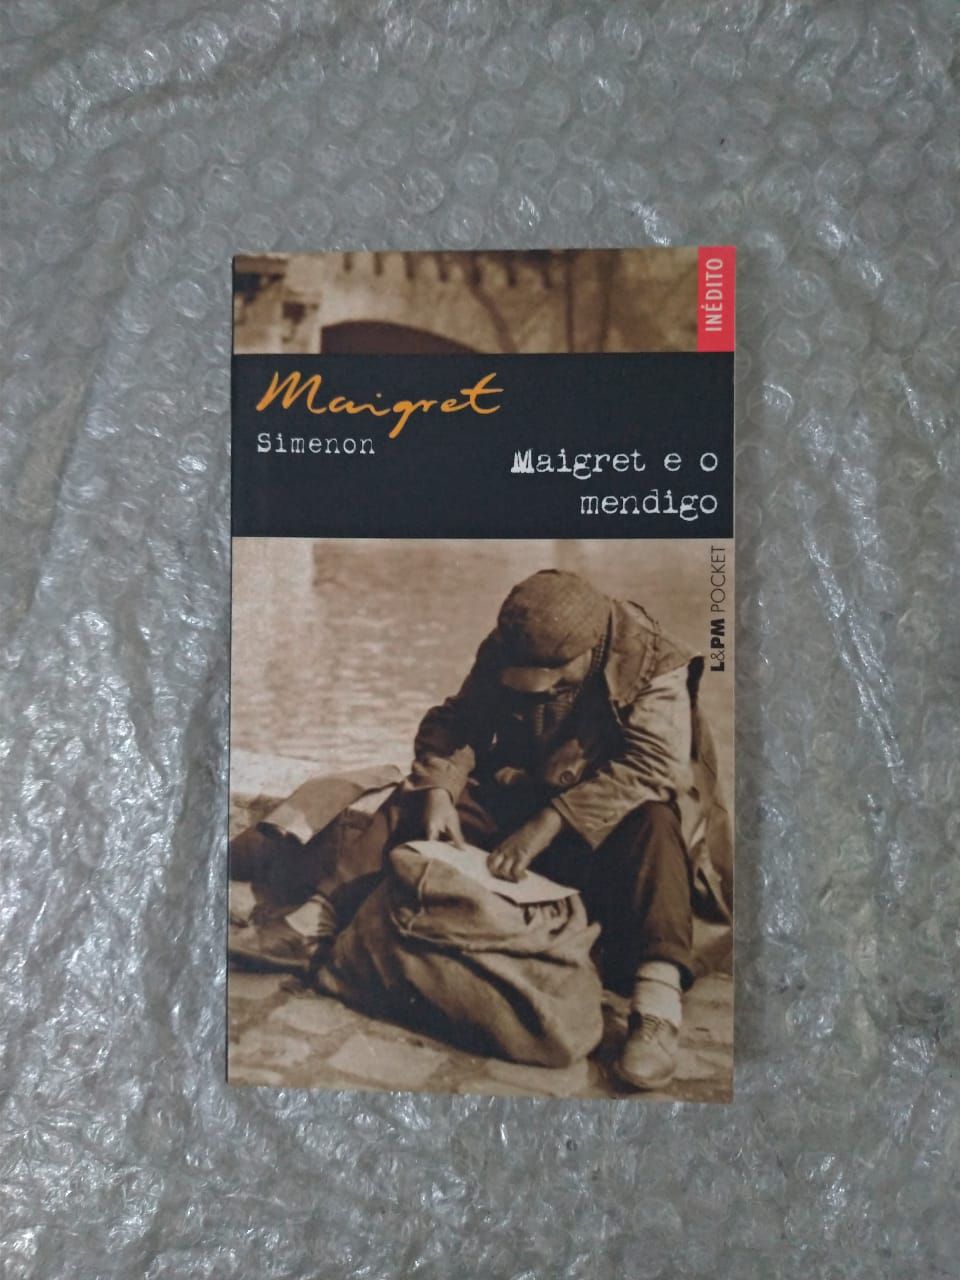 INÉDITO
Maigret
Simenon
Maigret e o
mendigo
L&PM POCKET